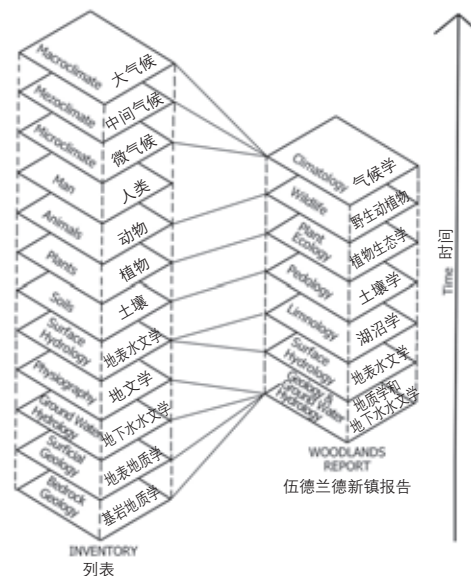 Macroclimate 大气候
Mezoclimate 中间气候
Microclimate 微气候
Man 人类
Animals 动物
Plants 植物
Soils 土壤
Surface
Hydrology 地表水文学
Physiography 地文学
Ground Water
Hydrology 地下水水文学
Surficial
Geology 地表地质学
Bedrock
Geology 基岩地质学
INVENTORY
列表
Climatology 气候学
Wildlife 野生动植物
Plant
Ecology 植物生态学
Pedology 土壤学
Limnology 湖沼学
Surface
Hydrology 地表水文学
Geology &
Ground Water
Hydrology
地质学和
地下水水文学
WOODLANDS
REPORT
伍德兰德新镇报告
Time 时间